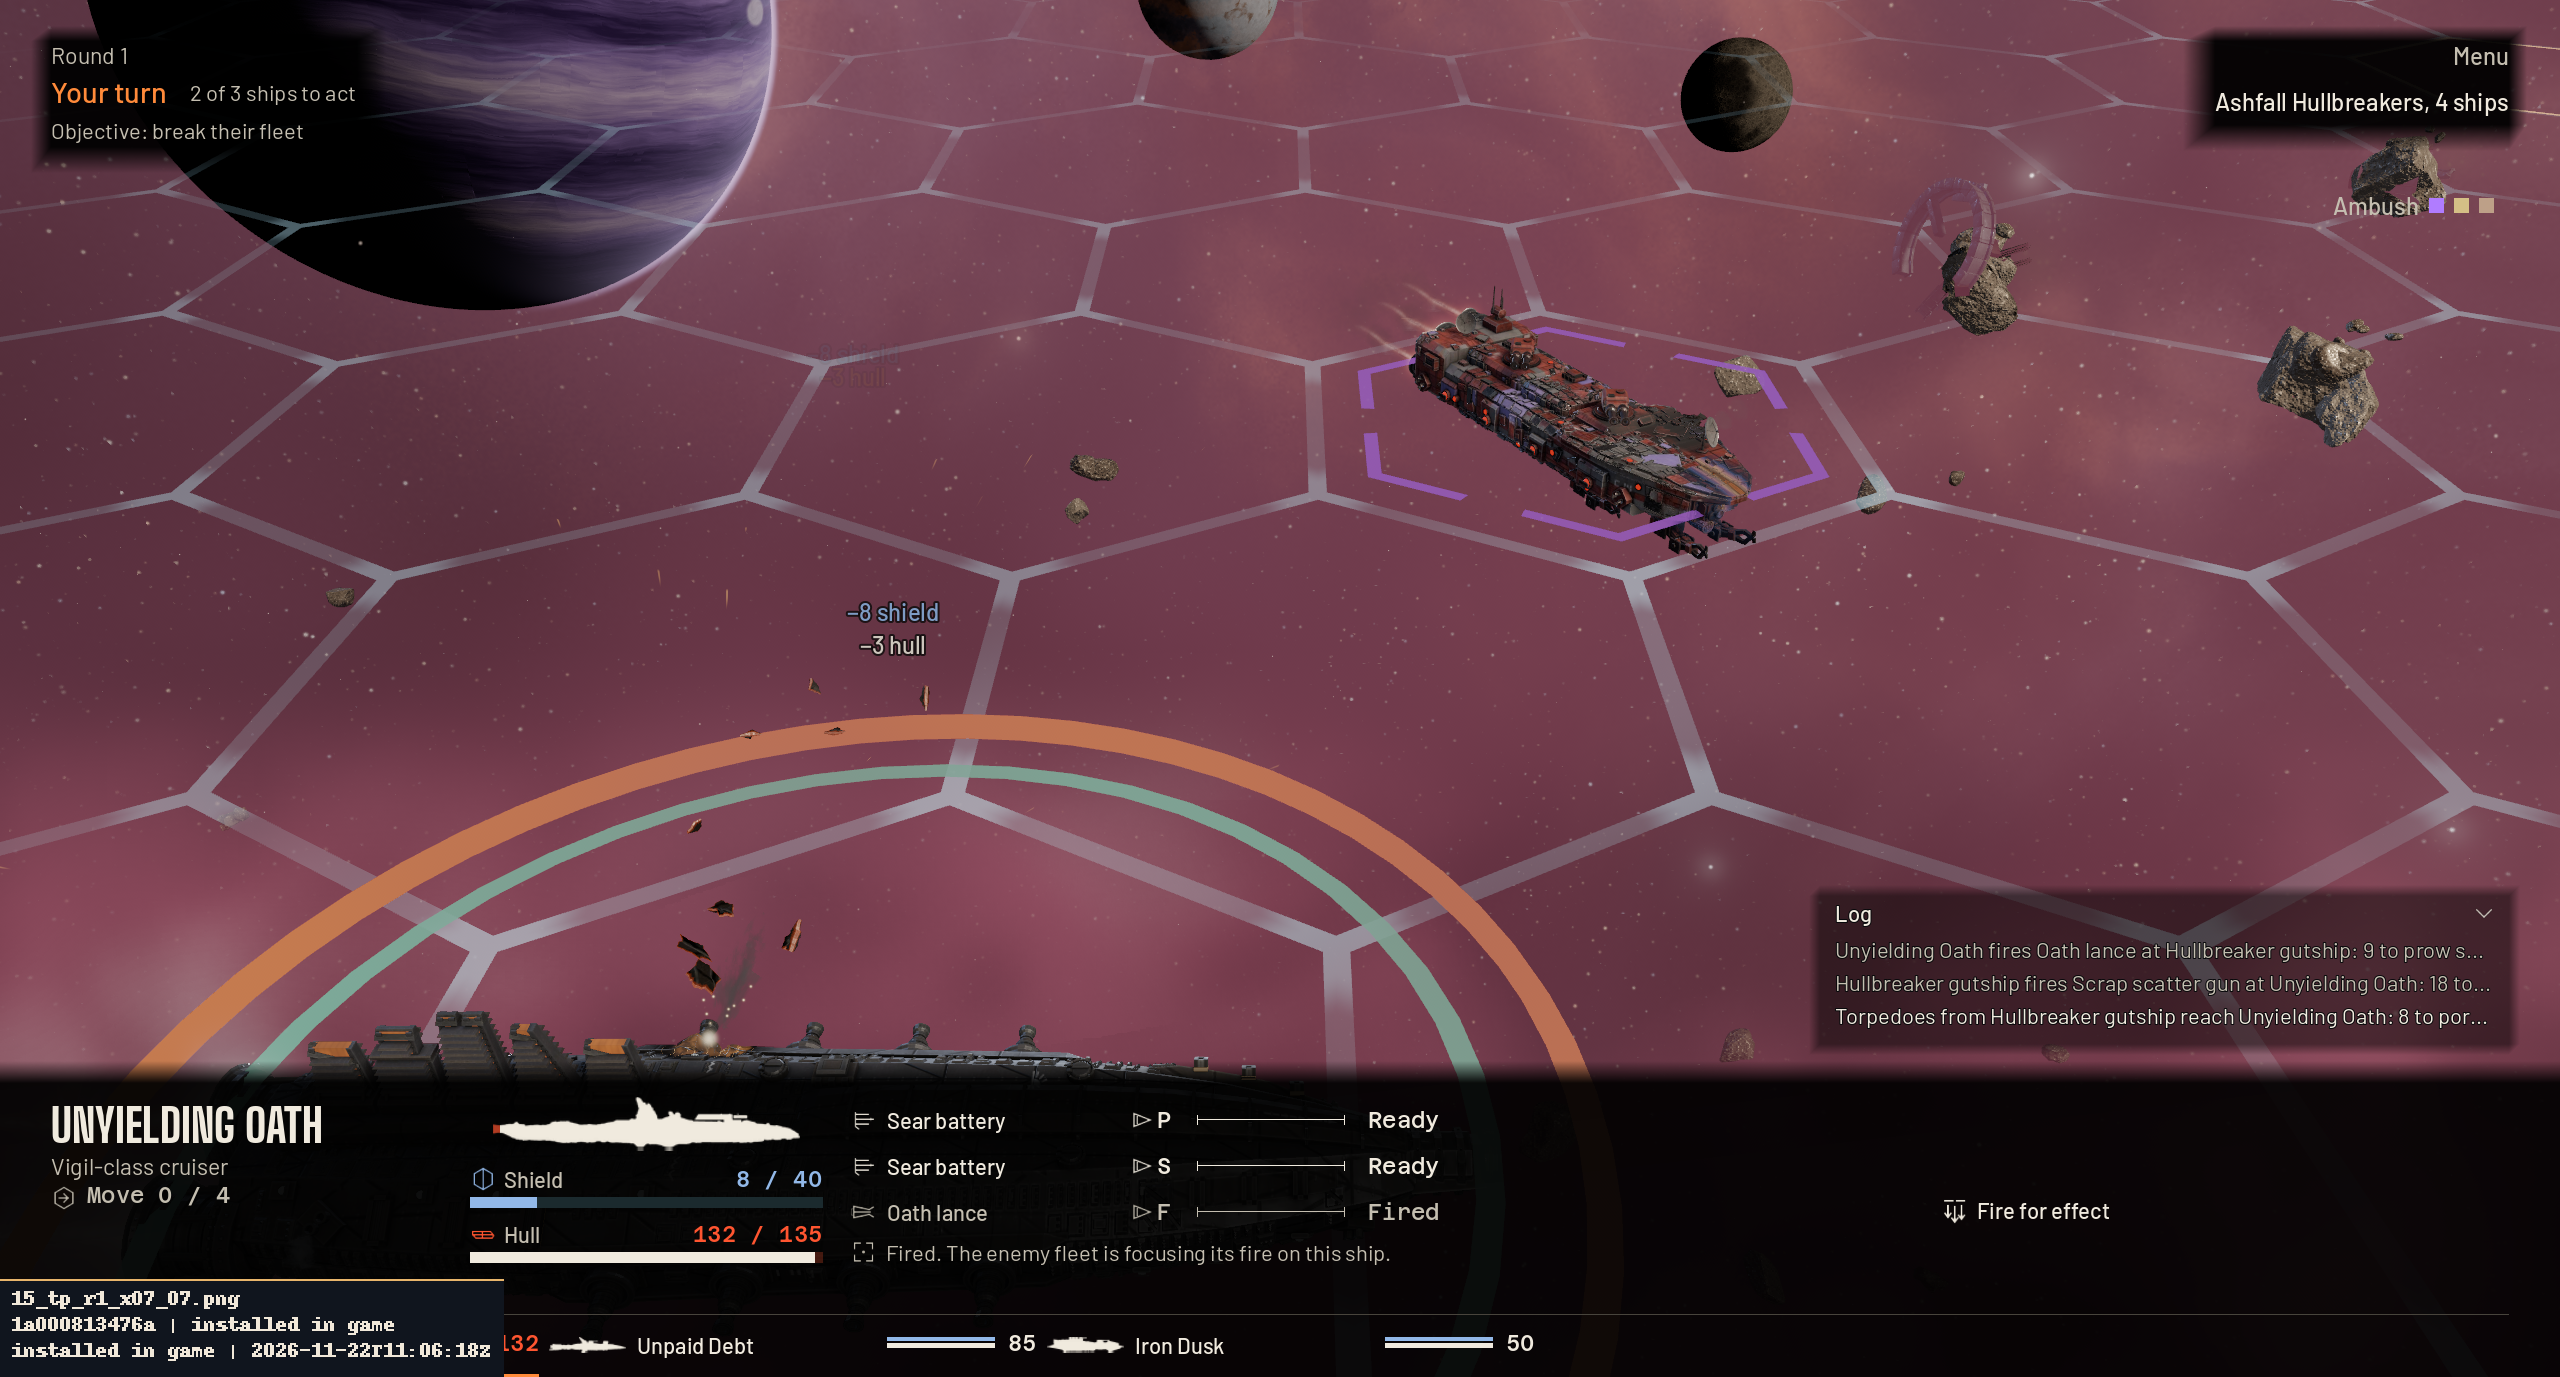 Round 1
Your turn 2 of 3 ships to act
Objective: break their fleet
Menu
Ashfall Hullbreakers, 4 ships
Ambush
-8 shield
-3 hull
-8 shield
-3 hull
Log
Unyielding Oath fires Oath lance at Hullbreaker gutship: 9 to prow s...
Hullbreaker gutship fires Scrap scatter gun at Unyielding Oath: 18 to...
Torpedoes from Hullbreaker gutship reach Unyielding Oath: 8 to por...
UNYIELDING OATH
Vigil-class cruiser
Move 0 / 4
Shield 8 / 40
Hull 132 / 135
Sear battery P Ready
Sear battery S Ready
Oath lance F Fired
Fired. The enemy fleet is focusing its fire on this ship.
Fire for effect
15_tp_r1_x07_07.png
1a000813476a | installed in game
installed in game | 2026-11-22T11:06:18Z
132 Unpaid Debt 85 Iron Dusk 50